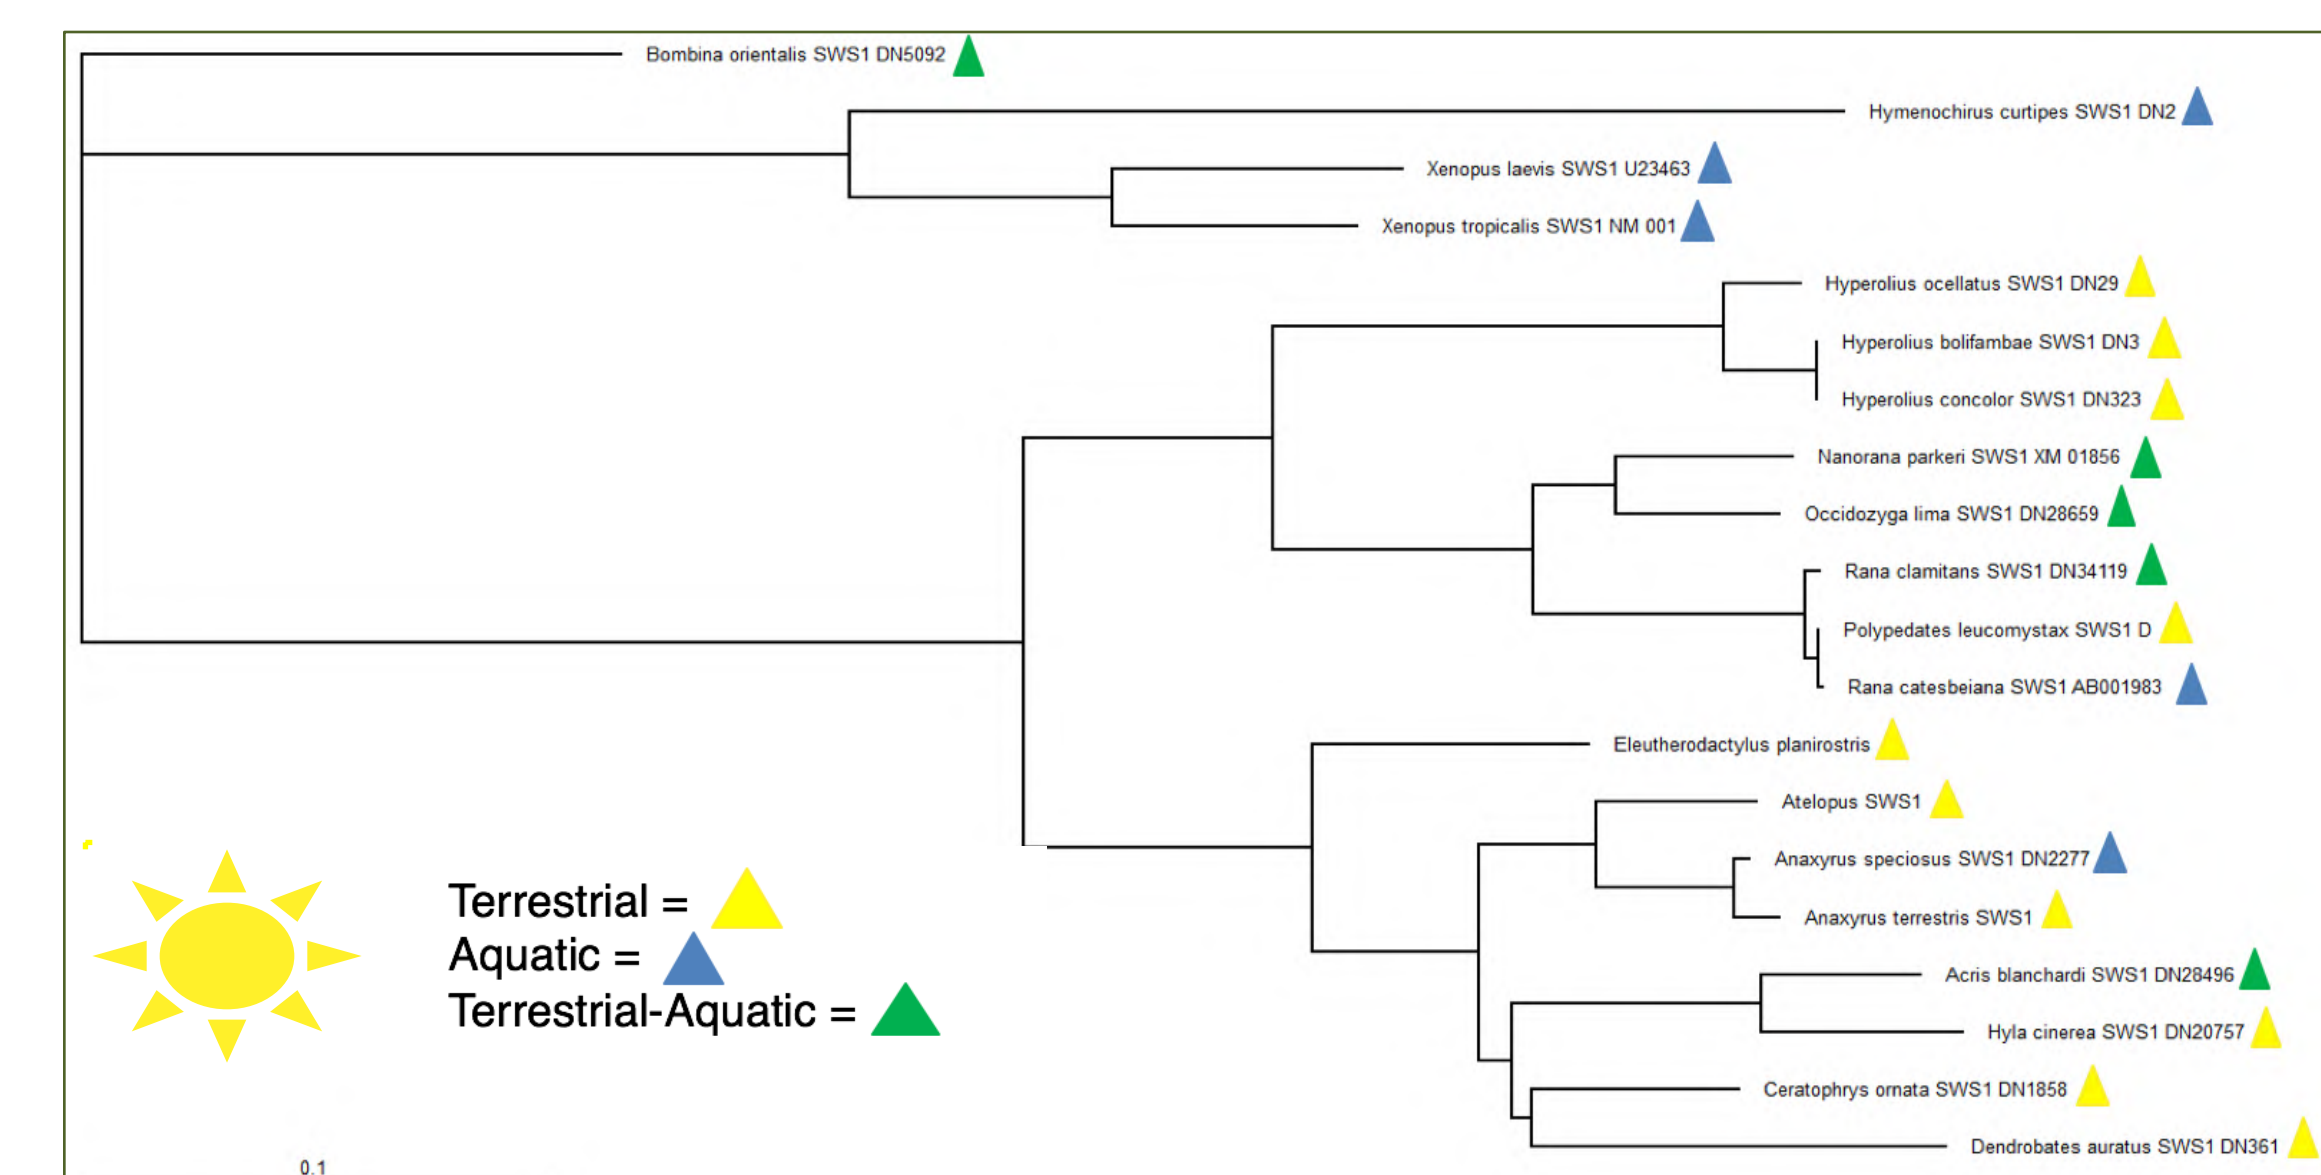 Bombina orientalis SWS1 DN5092
Hymenochirus curtipes SWS1 DN2
Xenopus laevis SWS1 U23463
Xenopus tropicalis SWS1 NM 001
Hyperolius ocellatus SWS1 DN29
Hyperolius bolifambae SWS1 DN3
Hyperolius concolor SWS1 DN323
Nanorana parkeri SWS1 XM 01856
Occidozyga lima SWS1 DN28659
Rana clamitans SWS1 DN34119
Polypedates leucomystax SWS1 D
Rana catesbeiana SWS1 AB001983
Eleutherodactylus planirostris
Atelopus SWS1
Anaxyrus speciosus SWS1 DN2277
Anaxyrus terrestris SWS1
Acris blanchardi SWS1 DN28496
Hyla cinerea SWS1 DN20757
Ceratophrys ornata SWS1 DN1858
Dendrobates auratus SWS1 DN361
Terrestrial =
Aquatic =
Terrestrial-Aquatic =
0.1